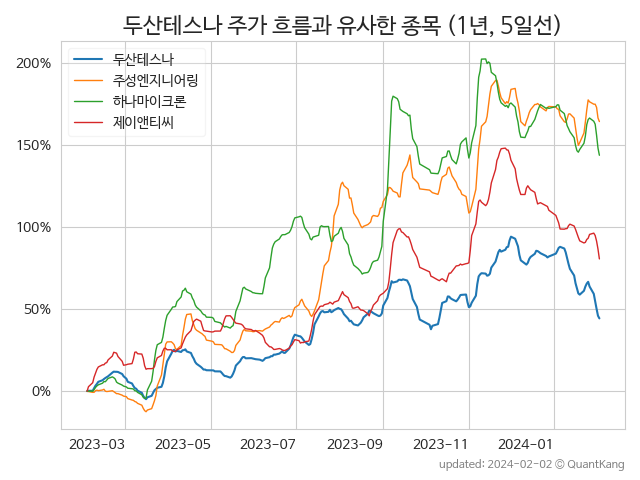 두산테스나 주가 흐름과 유사한 종목 (1년, 5일선)
두산테스나
주성엔지니어링
하나마이크론
제이앤티씨
200%
150%
100%
50%
0%
2023-03 2023-05 2023-07 2023-09 2023-11 2024-01
updated: 2024-02-02 © QuantKang